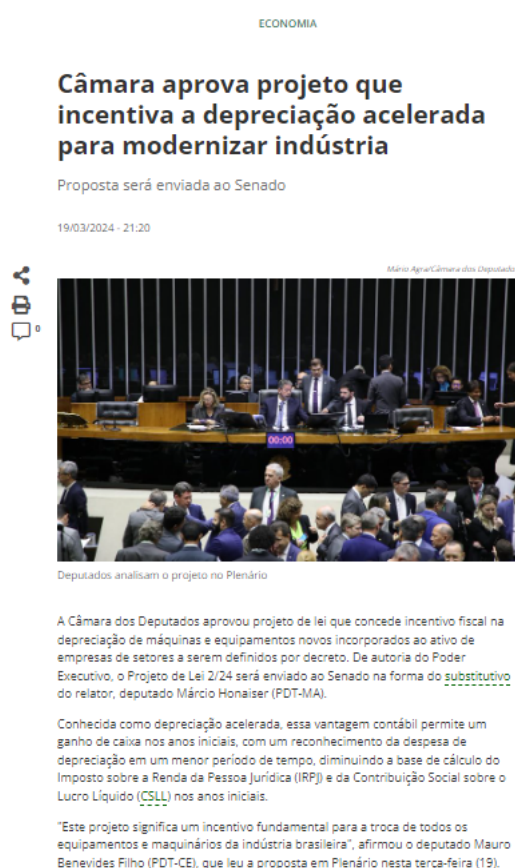 ECONOMIA
Câmara aprova projeto que
incentiva a depreciação acelerada
para modernizar indústria
Proposta será enviada ao Senado
19/03/2024 - 21:20
Mário Agra/Câmara dos Deputado
0
00:00
Deputados analisam o projeto no Plenário
A Câmara dos Deputados aprovou projeto de lei que concede incentivo fiscal na
depreciação de máquinas e equipamentos novos incorporados ao ativo de
empresas de setores a serem definidos por decreto. De autoria do Poder
Executivo, o Projeto de Lei 2/24 será enviado ao Senado na forma do substitutivo
do relator, deputado Márcio Honaiser (PDT-MA).
Conhecida como depreciação acelerada, essa vantagem contábil permite um
ganho de caixa nos anos iniciais, com um reconhecimento da despesa de
depreciação em um menor período de tempo, diminuindo a base de cálculo do
Imposto sobre a Renda da Pessoa Jurídica (IRPJ) e da Contribuição Social sobre o
Lucro Líquido (CSLL) nos anos iniciais.
"Este projeto significa um incentivo fundamental para a troca de todos os
equipamentos e maquinários da indústria brasileira", afirmou o deputado Mauro
Benevides Filho (PDT-CE), que leu a proposta em Plenário nesta terça-feira (19).